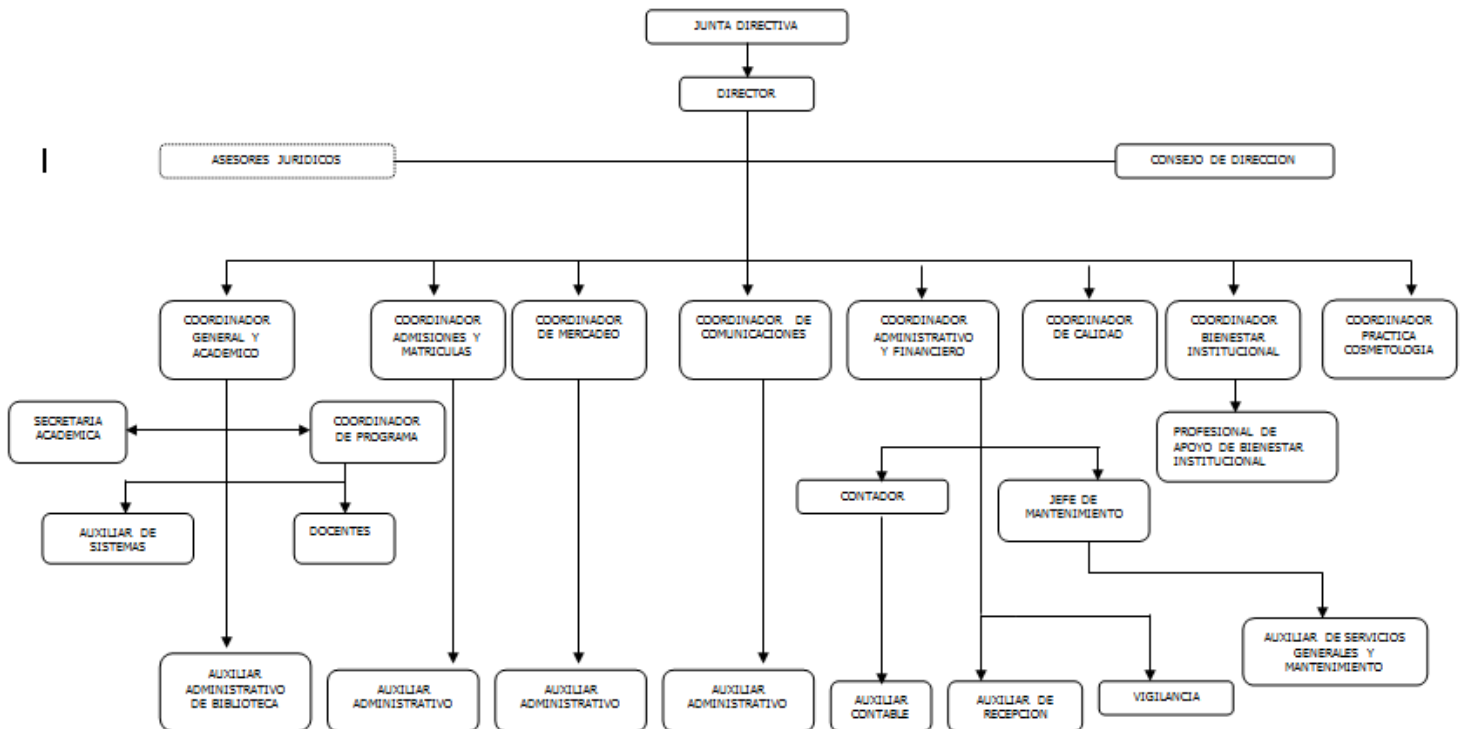 JUNTA DIRECTIVA
DIRECTOR
ASESORES JURIDICOS
CONSEJO DE DIRECCION
COORDINADOR
GENERAL Y
ACADEMICO
COORDINADOR
ADMISIONES Y
MATRICULAS
COORDINADOR
DE MERCADEO
COORDINADOR DE
COMUNICACIONES
COORDINADOR
ADMINISTRATIVO
Y FINANCIERO
COORDINADOR
DE CALIDAD
COORDINADOR
BIENESTAR
INSTITUCIONAL
COORDINADOR
PRACTICA
COSMETOLOGIA
SECRETARIA
ACADEMICA
COORDINADOR
DE PROGRAMA
PROFESIONAL DE
APOYO DE BIENESTAR
INSTITUCIONAL
CONTADOR
JEFE DE
MANTENIMIENTO
AUXILIAR DE
SISTEMAS
DOCENTES
AUXILIAR DE SERVICIOS
GENERALES Y
MANTENIMIENTO
AUXILIAR
ADMINISTRATIVO
DE BIBLIOTECA
AUXILIAR
ADMINISTRATIVO
AUXILIAR
ADMINISTRATIVO
AUXILIAR
ADMINISTRATIVO
AUXILIAR
CONTABLE
AUXILIAR DE
RECEPCION
VIGILANCIA